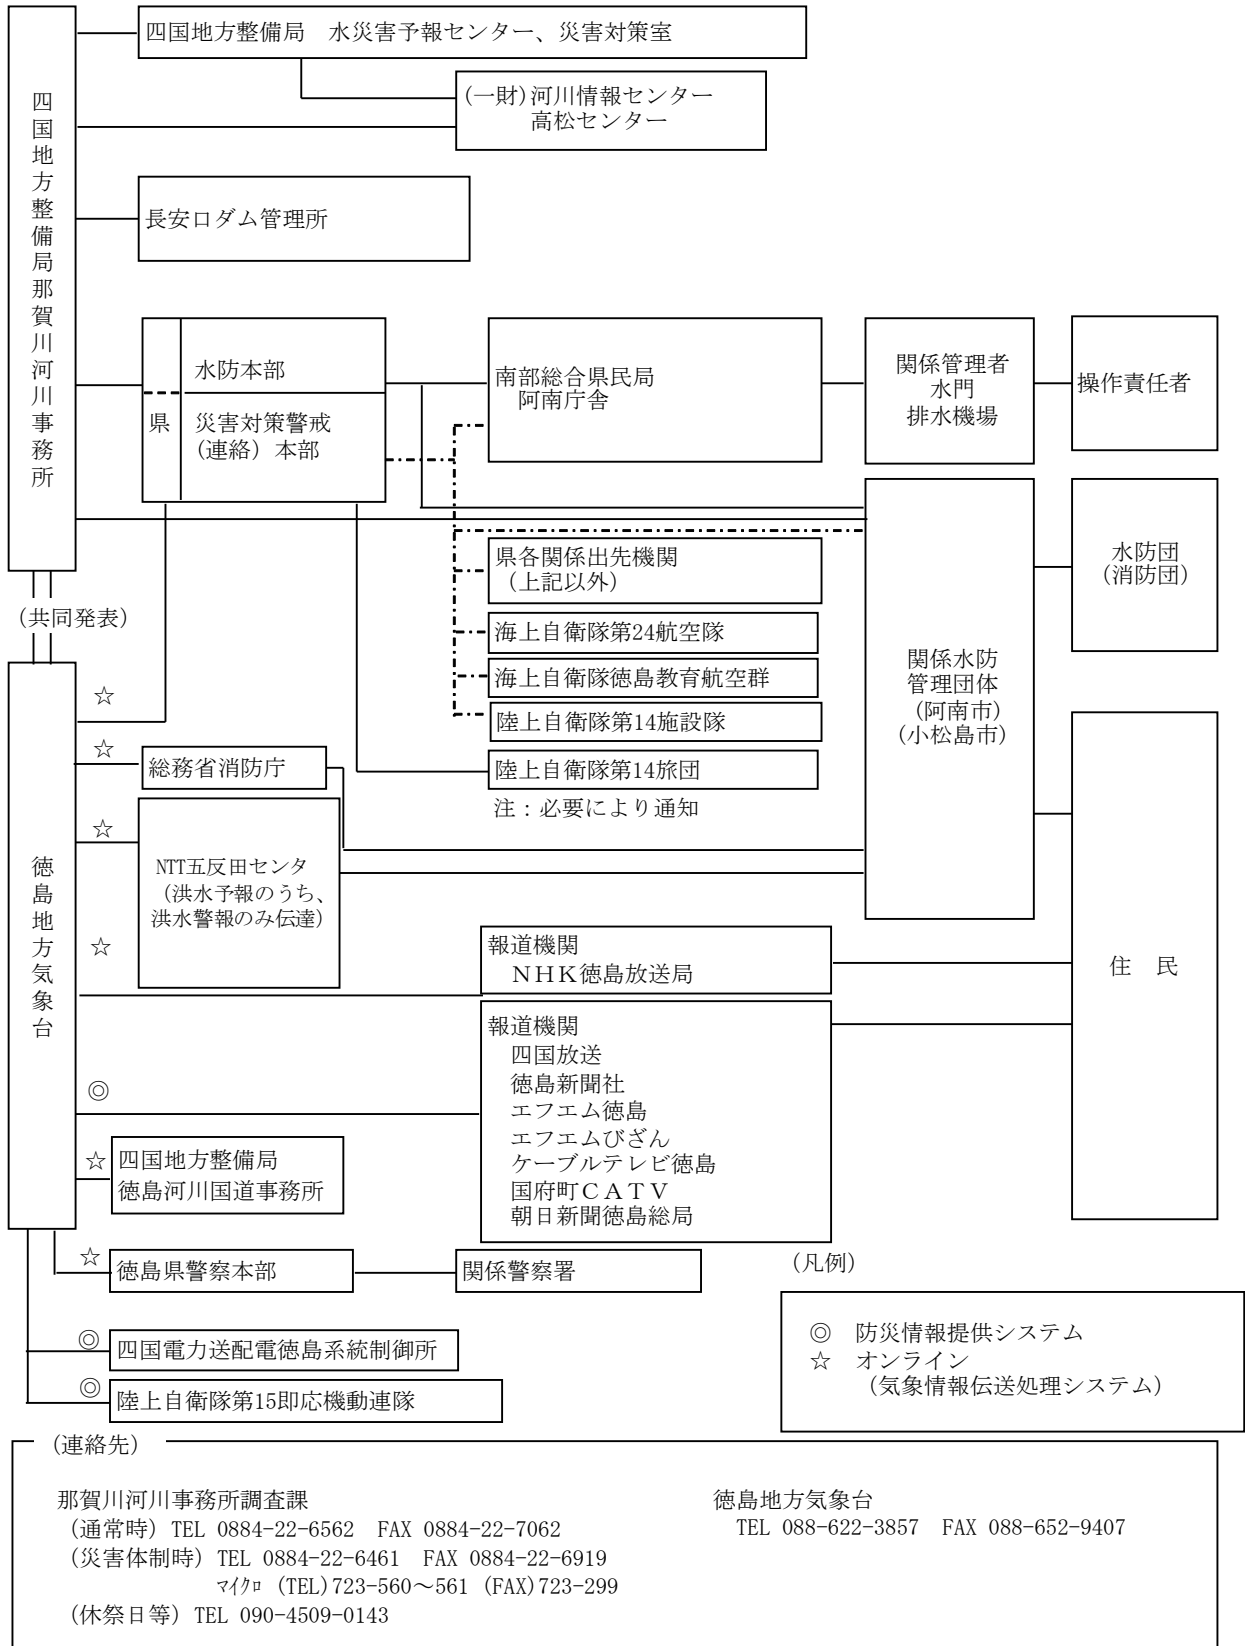 四国地方整備局　水災害予報センター、災害対策室
(一財)河川情報センター
高松センター
四国地方整備局那賀川河川事務所
長安口ダム管理所
県
水防本部
災害対策警戒
(連絡）本部
南部総合県民局
阿南庁舎
関係管理者
水門
排水機場
操作責任者
県各関係出先機関
（上記以外）
海上自衛隊第24航空隊
海上自衛隊徳島教育航空群
陸上自衛隊第14施設隊
陸上自衛隊第14旅団
注：必要により通知
関係水防
管理団体
（阿南市）
（小松島市）
水防団
（消防団）
（共同発表）
徳島地方気象台
☆
☆
総務省消防庁
☆
NTT五反田センタ
（洪水予報のうち、
洪水警報のみ伝達）
☆
報道機関
ＮＨＫ徳島放送局
住　民
報道機関
四国放送
徳島新聞社
エフエム徳島
エフエムびざん
ケーブルテレビ徳島
国府町ＣＡＴＶ
朝日新聞徳島総局
◎
☆
四国地方整備局
徳島河川国道事務所
☆
徳島県警察本部
関係警察署
◎
四国電力送配電徳島系統制御所
◎
陸上自衛隊第15即応機動連隊
（凡例）
◎　防災情報提供システム
☆　オンライン
（気象情報伝送処理システム）
（連絡先）
那賀川河川事務所調査課
（通常時）TEL 0884-22-6562　FAX 0884-22-7062
（災害体制時）TEL 0884-22-6461　FAX 0884-22-6919
ﾏｲｸﾛ (TEL)723-560～561 (FAX)723-299
（休祭日等）TEL 090-4509-0143
徳島地方気象台
TEL 088-622-3857　FAX 088-652-9407